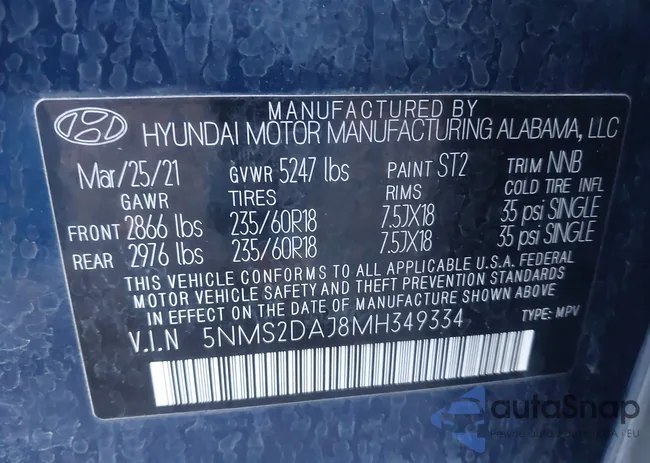 MANUFACTURED BY
HYUNDAI MOTOR MANUFACTURING ALABAMA, LLC
Mar/25/21 GVWR 5247 lbs PAINT ST2 TRIM NNB
GAWR TIRES RIMS COLD TIRE INFL
FRONT 2866 lbs 235/60R18 7.5JX18 35 psi SINGLE
REAR 2976 lbs 235/60R18 7.5JX18 35 psi SINGLE
THIS VEHICLE CONFORMS TO ALL APPLICABLE U.S.A. FEDERAL
MOTOR VEHICLE SAFETY AND THEFT PREVENTION STANDARDS
IN EFFECT ON THE DATE OF MANUFACTURE SHOWN ABOVE
V.I.N 5NMS2DAJ8MH349334 TYPE: MPV
autoSnap